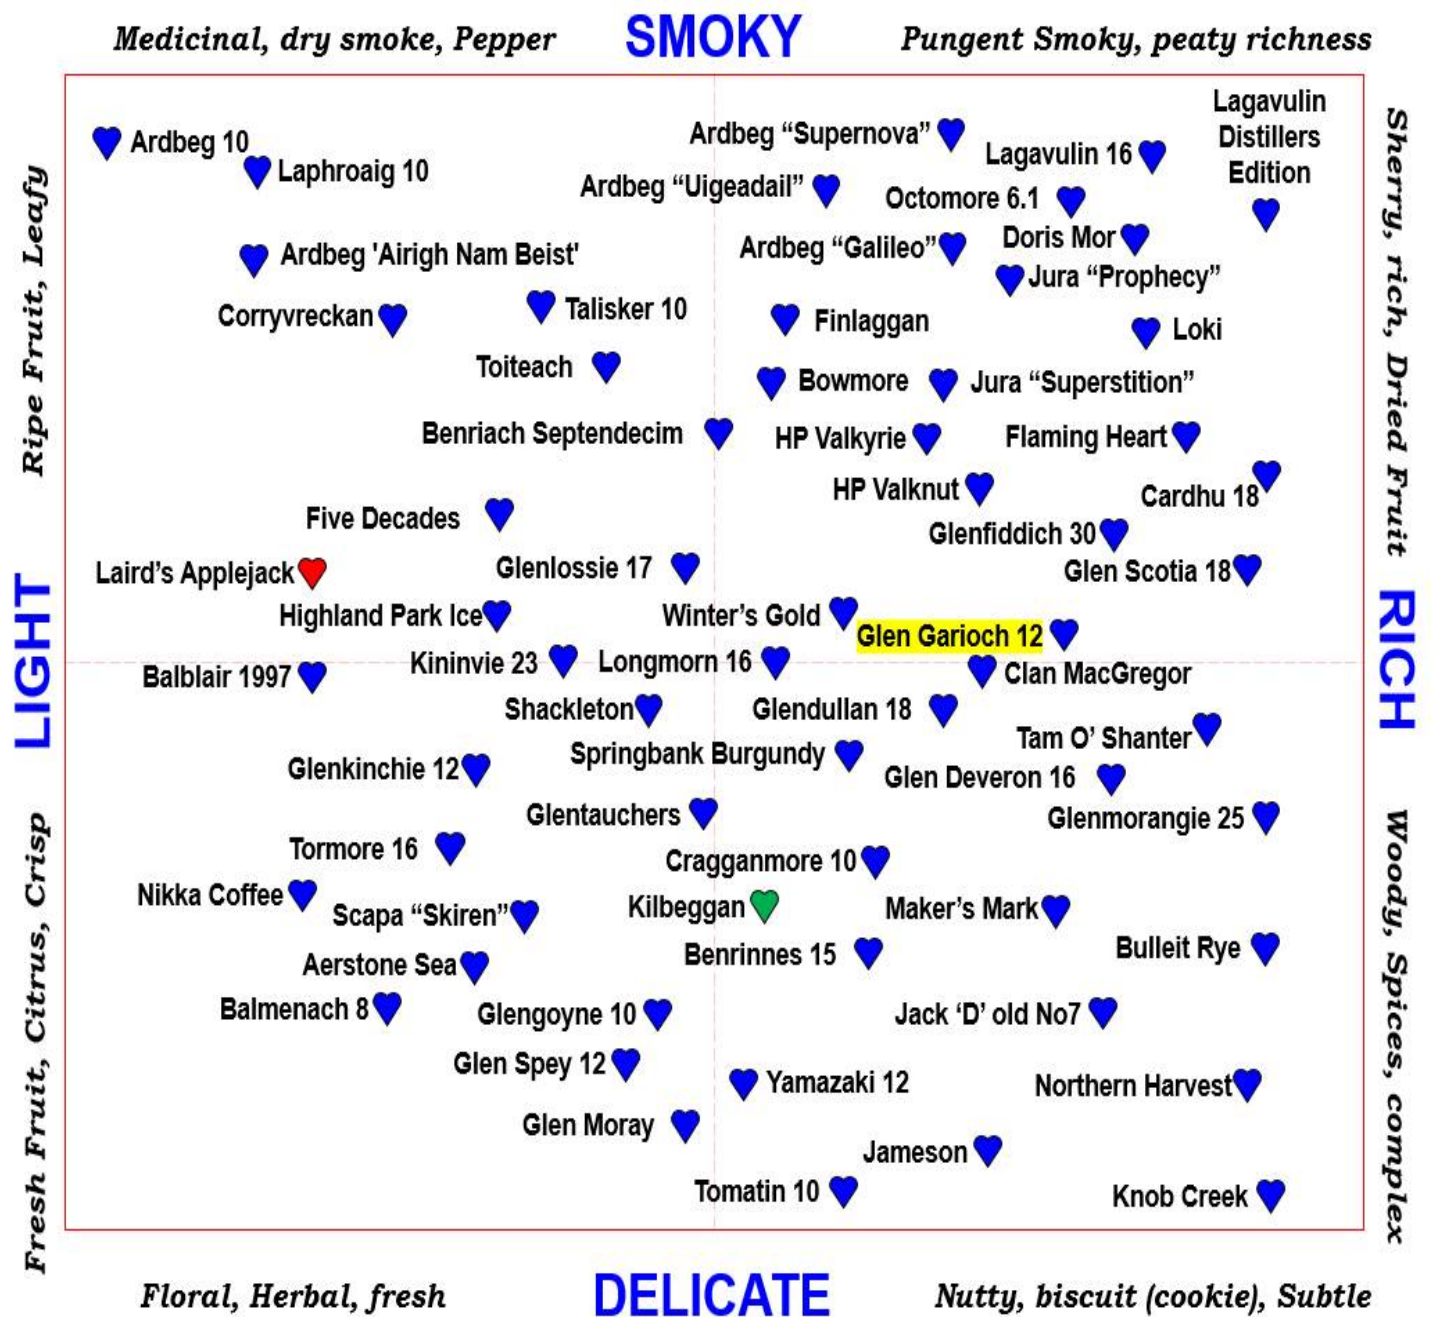 SMOKY
Medicinal, dry smoke, Pepper
Pungent Smoky, peaty richness
Lagavulin
Distillers
Edition
Ardbeg “Supernova”
Ardbeg 10
Lagavulin 16
Laphroaig 10
Ardbeg “Uigeadail”
Octomore 6.1
Doris Mor
Ardbeg “Galileo”
Ardbeg 'Airigh Nam Beist'
Jura “Prophecy”
Talisker 10
Corryvreckan
Finlaggan
Loki
Toiteach
Bowmore
Jura “Superstition”
Benriach Septendecim
HP Valkyrie
Flaming Heart
HP Valknut
Cardhu 18
Five Decades
Glenfiddich 30
Glenlossie 17
Laird’s Applejack
Glen Scotia 18
Highland Park Ice
Winter’s Gold
Glen Garioch 12
Kininvie 23
Longmorn 16
Clan MacGregor
Balblair 1997
Shackleton
Glendullan 18
Tam O’ Shanter
Springbank Burgundy
Glenkinchie 12
Glen Deveron 16
Glentauchers
Glenmorangie 25
Tormore 16
Cragganmore 10
Nikka Coffee
Scapa “Skiren”
Kilbeggan
Maker’s Mark
Bulleit Rye
Benrinnes 15
Aerstone Sea
Balmenach 8
Glengoyne 10
Jack ‘D’ old No7
Glen Spey 12
Yamazaki 12
Northern Harvest
Glen Moray
Jameson
Tomatin 10
Knob Creek
Ripe Fruit, Leafy
LIGHT
Fresh Fruit, Citrus, Crisp
Sherry, rich, Dried Fruit
RICH
Woody, Spices, complex
Floral, Herbal, fresh
DELICATE
Nutty, biscuit (cookie), Subtle